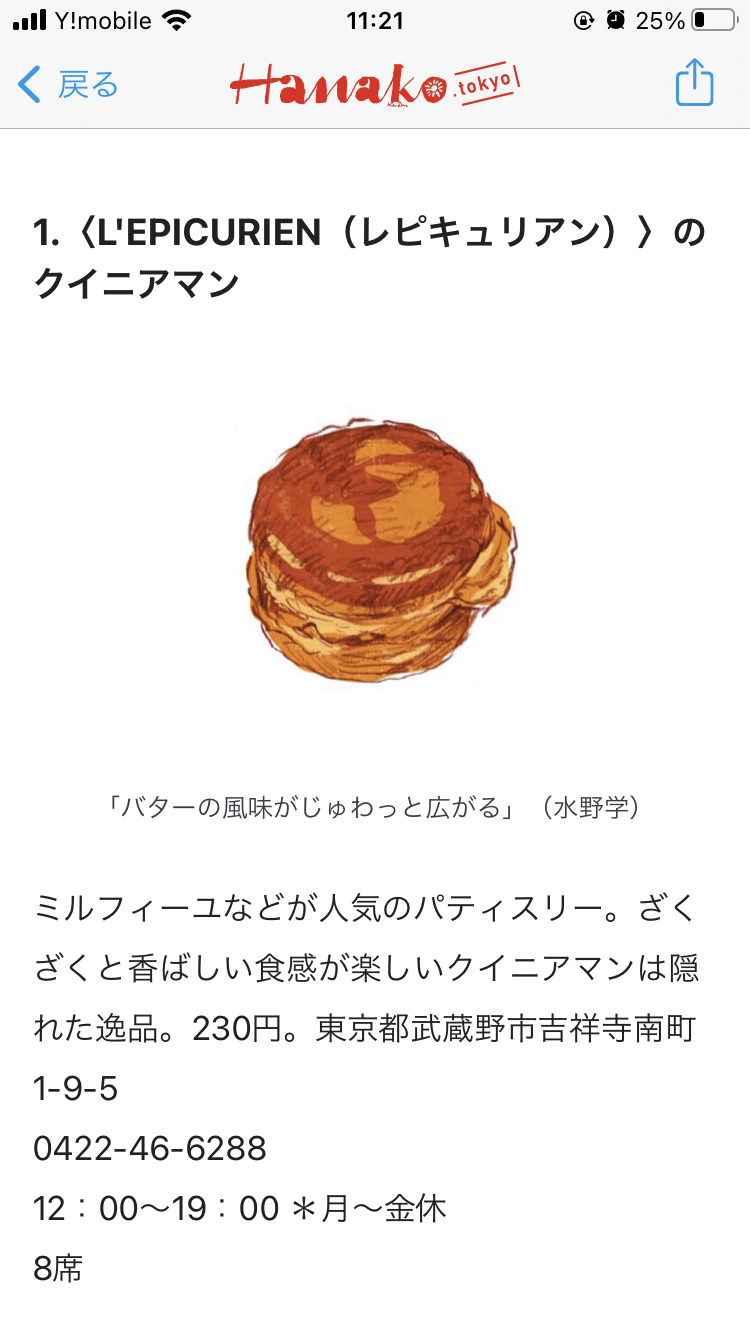 Y!mobile 11:21 25%
戻る Hanako.tokyo
1.〈L'EPICURIEN（レピキュリアン）〉の
クイニアマン
「バターの風味がじゅわっと広がる」（水野学）
ミルフィーユなどが人気のパティスリー。ざく
ざくと香ばしい食感が楽しいクイニアマンは隠
れた逸品。230円。東京都武蔵野市吉祥寺南町
1-9-5
0422-46-6288
12：00〜19：00 ＊月〜金休
8席